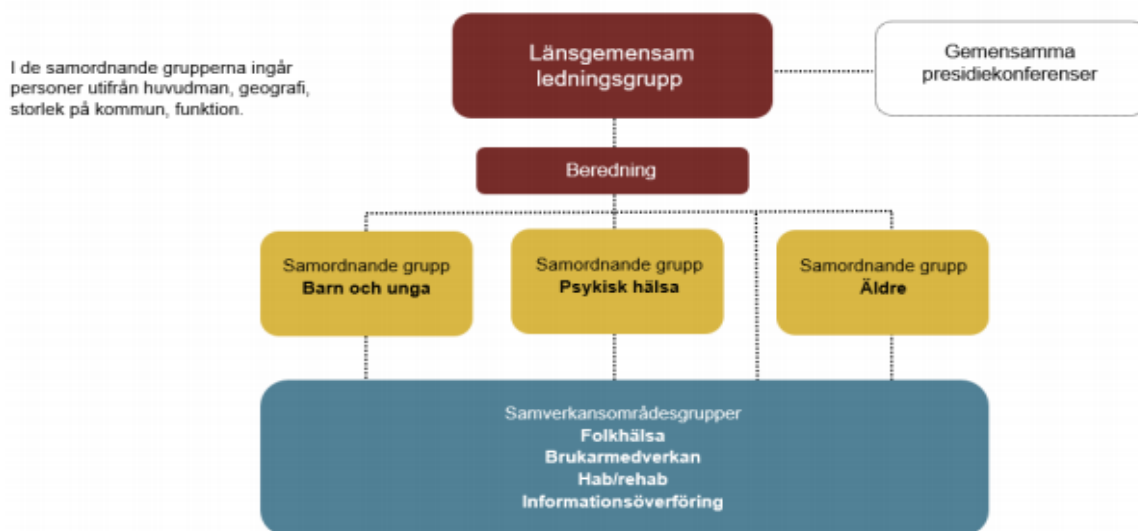 I de samordnande grupperna ingår
personer utifrån huvudman, geografi,
storlek på kommun, funktion.
Länsgemensam
ledningsgrupp
Gemensamma
presidiekonferenser
Beredning
Samordnande grupp
Barn och unga
Samordnande grupp
Psykisk hälsa
Samordnande grupp
Äldre
Samverkansområdesgrupper
Folkhälsa
Brukarmedverkan
Hab/rehab
Informationsöverföring